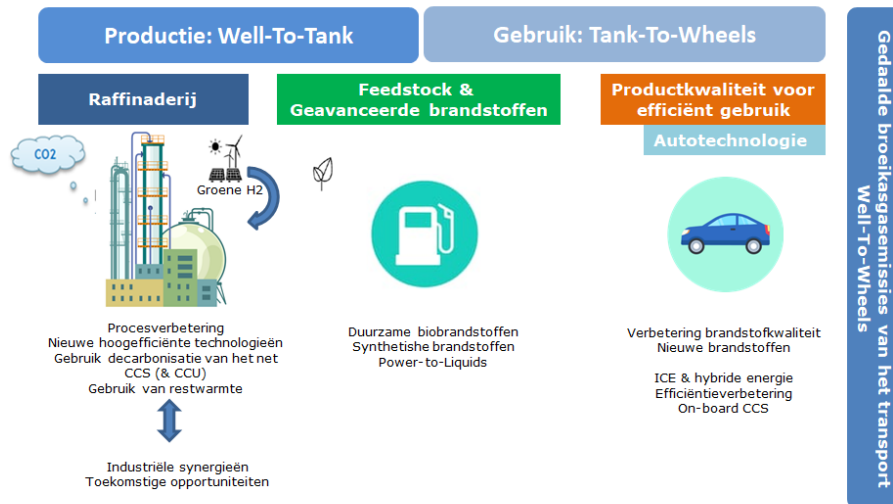 Productie: Well-To-Tank
Gebruik: Tank-To-Wheels
Raffinaderij
Feedstock &
Geavanceerde brandstoffen
Productkwaliteit voor
efficiënt gebruik
Autotechnologie
CO2
Groene H2
Procesverbetering
Nieuwe hoogefficiënte technologieën
Gebruik decarbonisatie van het net
CCS (& CCU)
Gebruik van restwarmte
Industriële synergieën
Toekomstige opportuniteiten
Duurzame biobrandstoffen
Synthetishe brandstoffen
Power-to-Liquids
Verbetering brandstofkwaliteit
Nieuwe brandstoffen
ICE & hybride energie
Efficiëntieverbetering
On-board CCS
Gedaalde broeikasgasemissies van het transport
Well-To-Wheels